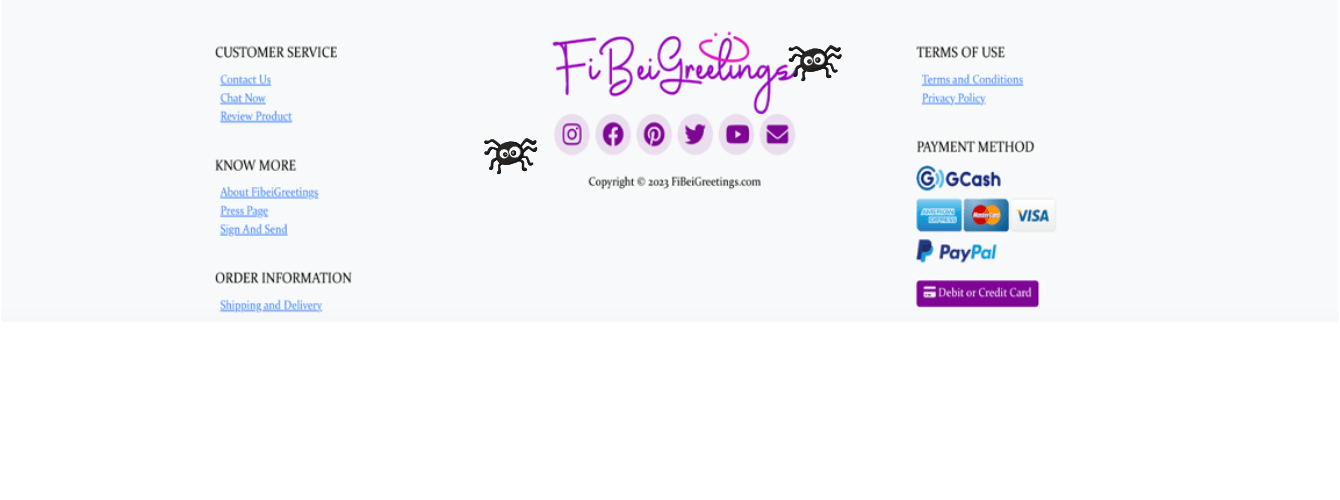 CUSTOMER SERVICE
Contact Us
Chat Now
Review Product
KNOW MORE
About FibeiGreetings
Press Page
Sign And Send
ORDER INFORMATION
Shipping and Delivery
FiBeiGreetings
Copyright © 2023 FiBeiGreetings.com
TERMS OF USE
Terms and Conditions
Privacy Policy
PAYMENT METHOD
GCash
AMERICAN EXPRESS MasterCard VISA
PayPal
Debit or Credit Card